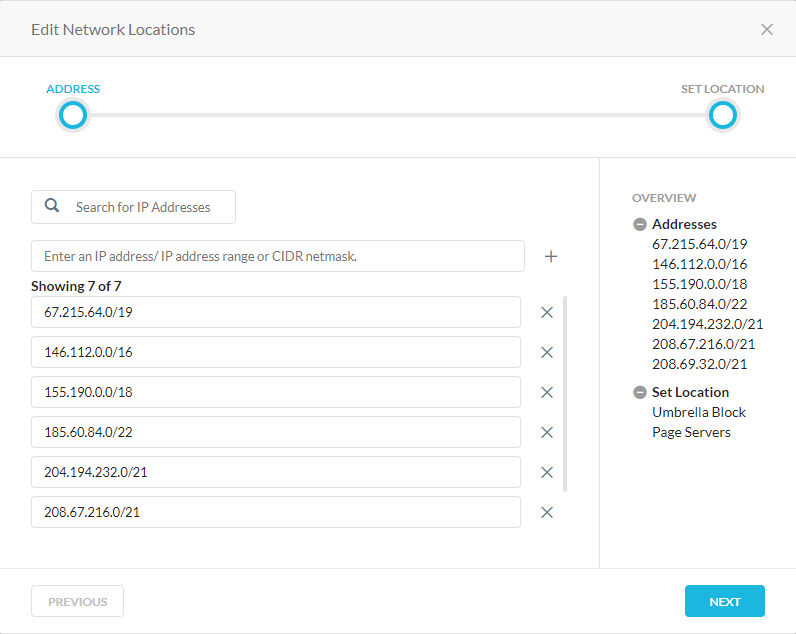 Edit Network Locations
ADDRESS
SET LOCATION
Search for IP Addresses
Enter an IP address/ IP address range or CIDR netmask.
Showing 7 of 7
67.215.64.0/19
146.112.0.0/16
155.190.0.0/18
185.60.84.0/22
204.194.232.0/21
208.67.216.0/21
OVERVIEW
Addresses
67.215.64.0/19
146.112.0.0/16
155.190.0.0/18
185.60.84.0/22
204.194.232.0/21
208.67.216.0/21
208.69.32.0/21
Set Location
Umbrella Block
Page Servers
PREVIOUS
NEXT